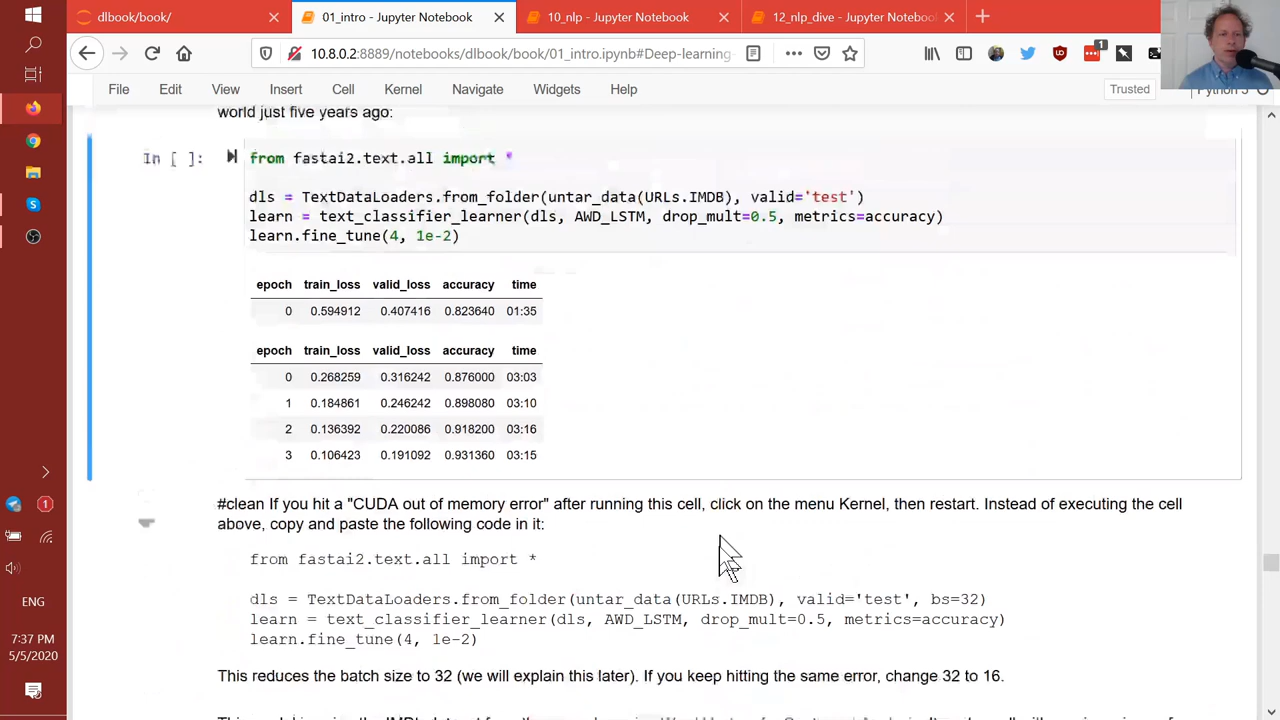 dlbook/book/
01_intro - Jupyter Notebook
10_nlp - Jupyter Notebook
12_nlp_dive - Jupyter Notebook
10.8.0.2:8889/notebooks/dlbook/book/01_intro.ipynb#Deep-learning-
1
File Edit View Insert Cell Kernel Navigate Widgets Help
Trusted
Python 3
world just five years ago:
In [ ]:
from fastai2.text.all import *
dls = TextDataLoaders.from_folder(untar_data(URLs.IMDB), valid='test')
learn = text_classifier_learner(dls, AWD_LSTM, drop_mult=0.5, metrics=accuracy)
learn.fine_tune(4, 1e-2)
epoch train_loss valid_loss accuracy time
0 0.594912 0.407416 0.823640 01:35
epoch train_loss valid_loss accuracy time
0 0.268259 0.316242 0.876000 03:03
1 0.184861 0.246242 0.898080 03:10
2 0.136392 0.220086 0.918200 03:16
3 0.106423 0.191092 0.931360 03:15
#clean If you hit a "CUDA out of memory error" after running this cell, click on the menu Kernel, then restart. Instead of executing the cell
above, copy and paste the following code in it:
from fastai2.text.all import *
dls = TextDataLoaders.from_folder(untar_data(URLs.IMDB), valid='test', bs=32)
learn = text_classifier_learner(dls, AWD_LSTM, drop_mult=0.5, metrics=accuracy)
learn.fine_tune(4, 1e-2)
This reduces the batch size to 32 (we will explain this later). If you keep hitting the same error, change 32 to 16.
1
ENG
7:37 PM
5/5/2020